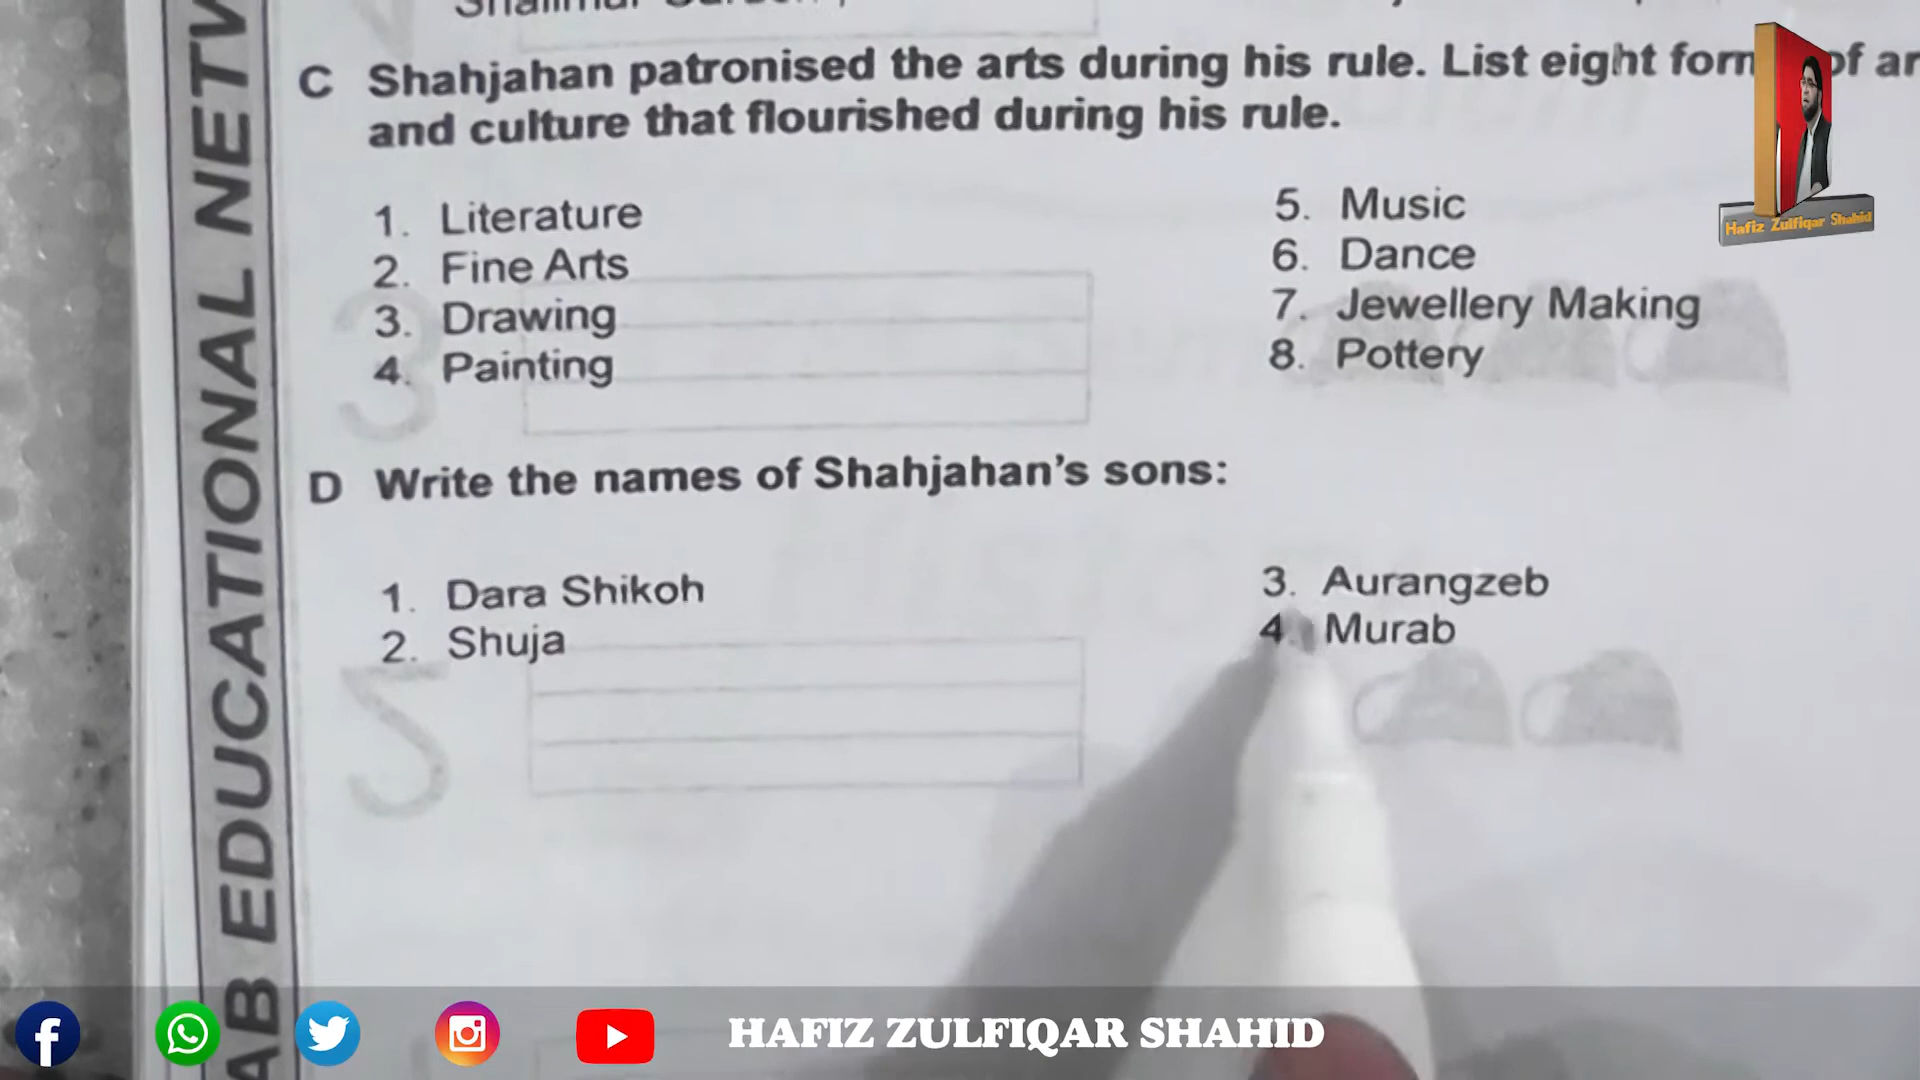 C Shahjahan patronised the arts during his rule. List eight form of ar
and culture that flourished during his rule.
1. Literature
2. Fine Arts
3. Drawing
4. Painting
5. Music
6. Dance
7. Jewellery Making
8. Pottery
D Write the names of Shahjahan's sons:
1. Dara Shikoh
2. Shuja
3. Aurangzeb
4. Murab
AB EDUCATIONAL NETW
Hafiz Zulfiqar Shahid
HAFIZ ZULFIQAR SHAHID